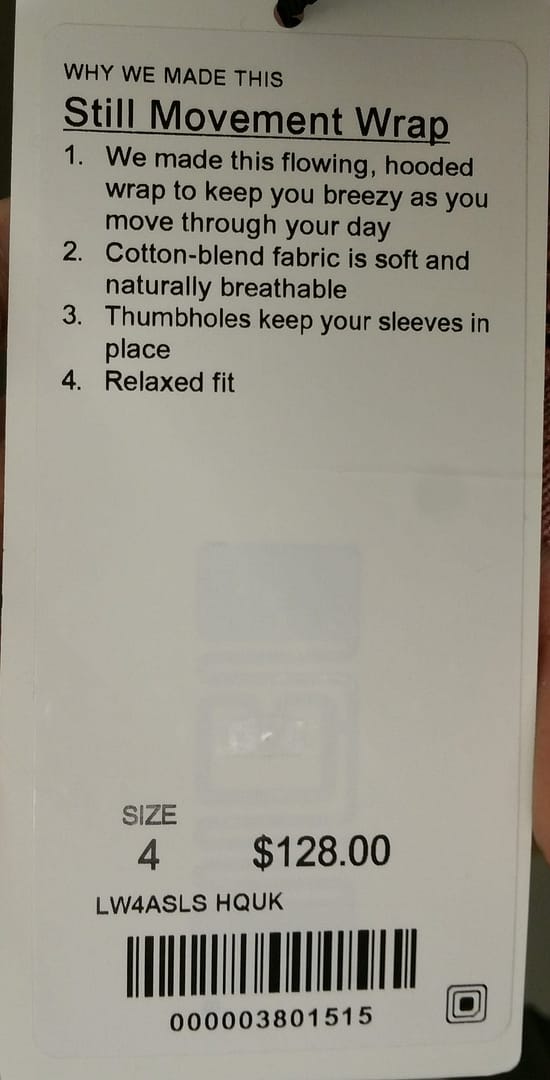 WHY WE MADE THIS
Still Movement Wrap
1. We made this flowing, hooded
wrap to keep you breezy as you
move through your day
2. Cotton-blend fabric is soft and
naturally breathable
3. Thumbholes keep your sleeves in
place
4. Relaxed fit
SIZE
4 $128.00
LW4ASLS HQUK
000003801515